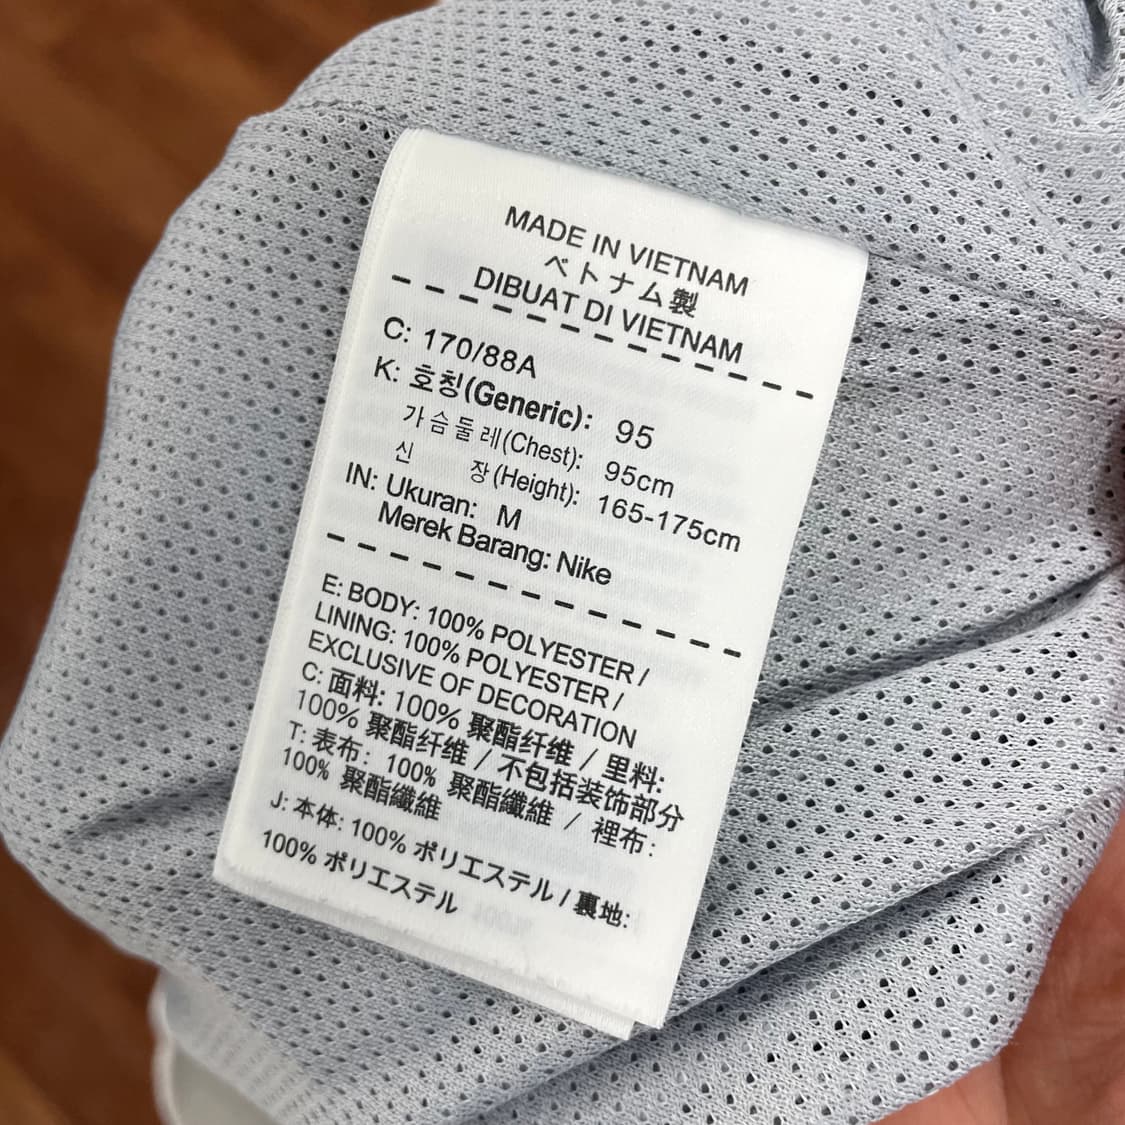 MADE IN VIETNAM
ベトナム製
DIBUAT DI VIETNAM
C: 170/88A
K: 호칭(Generic): 95
가슴둘레(Chest): 95cm
신 장(Height): 165-175cm
IN: Ukuran: M
Merek Barang: Nike
E: BODY: 100% POLYESTER /
LINING: 100% POLYESTER /
EXCLUSIVE OF DECORATION
C: 面料: 100% 聚酯纤维 / 里料:
100% 聚酯纤维 / 不包括装饰部分
T: 表布: 100% 聚酯纖維 / 裡布:
100% 聚酯纖維
J: 本体: 100% ポリエステル / 裏地:
100% ポリエステル